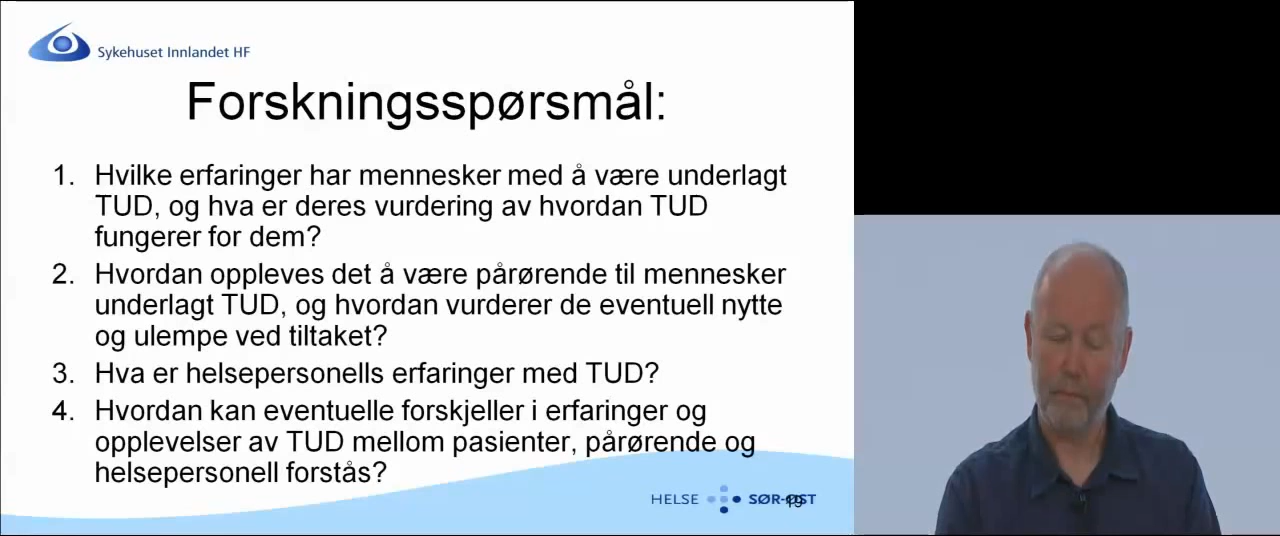 Sykehuset Innlandet HF
Forskningsspørsmål:
1. Hvilke erfaringer har mennesker med å være underlagt
TUD, og hva er deres vurdering av hvordan TUD
fungerer for dem?
2. Hvordan oppleves det å være pårørende til mennesker
underlagt TUD, og hvordan vurderer de eventuell nytte
og ulempe ved tiltaket?
3. Hva er helsepersonells erfaringer med TUD?
4. Hvordan kan eventuelle forskjeller i erfaringer og
opplevelser av TUD mellom pasienter, pårørende og
helsepersonell forstås?
HELSE SØR-ØST
19